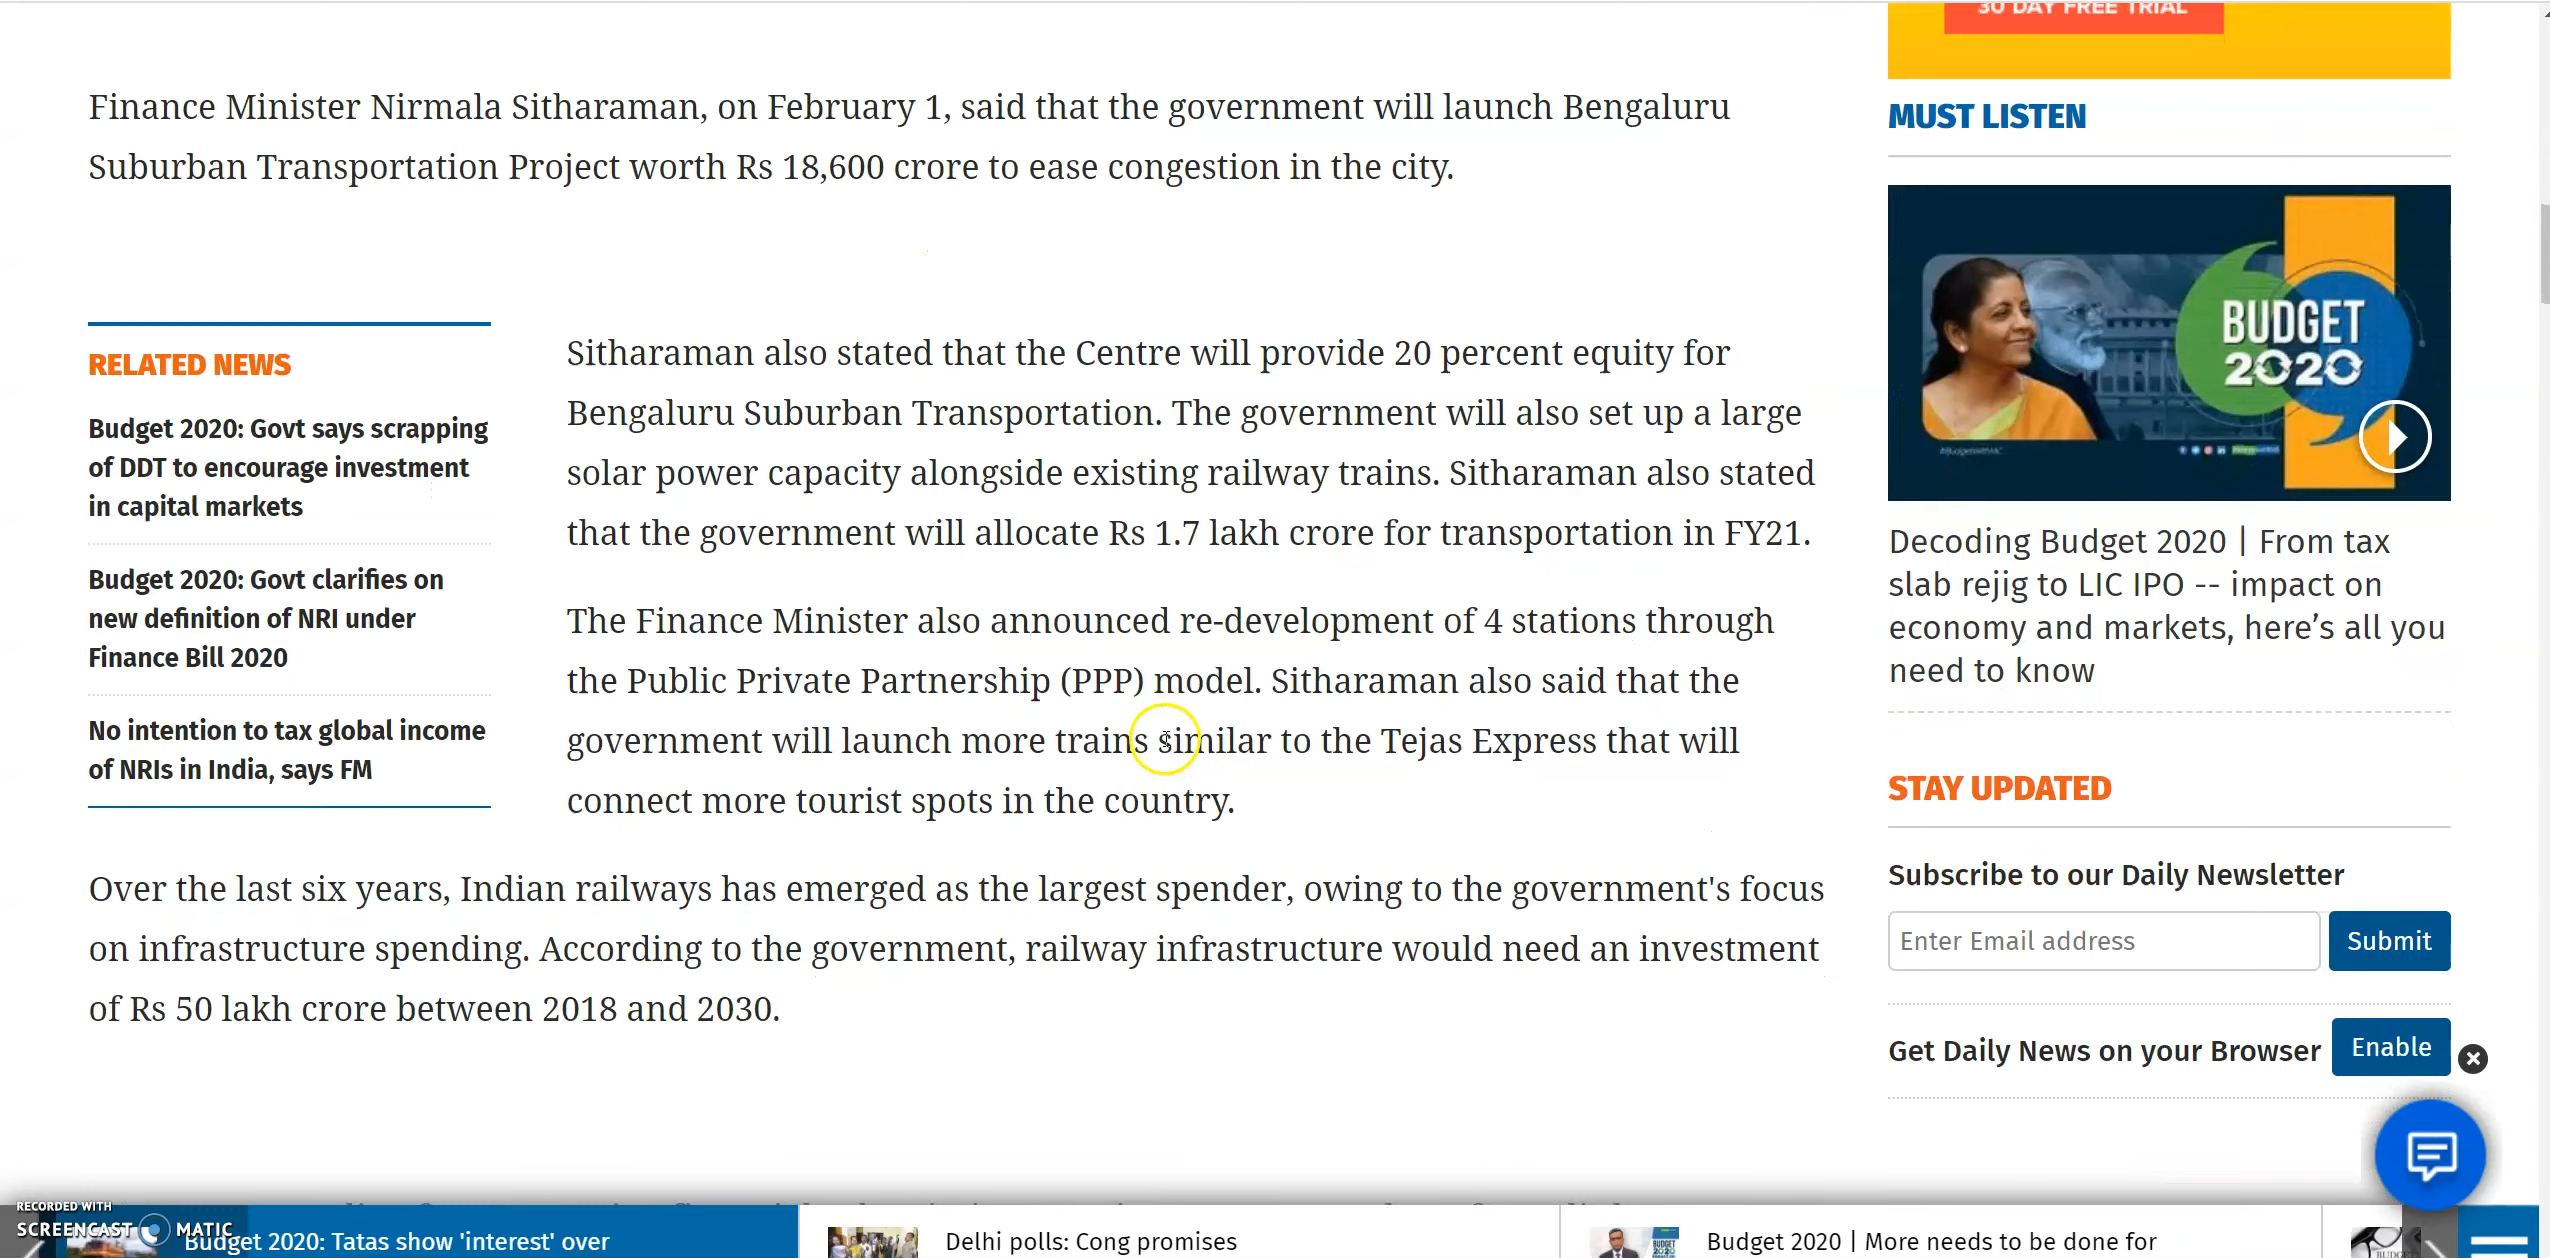 30 DAY FREE TRIAL
Finance Minister Nirmala Sitharaman, on February 1, said that the government will launch Bengaluru
Suburban Transportation Project worth Rs 18,600 crore to ease congestion in the city.
RELATED NEWS
Budget 2020: Govt says scrapping
of DDT to encourage investment
in capital markets
Budget 2020: Govt clarifies on
new definition of NRI under
Finance Bill 2020
No intention to tax global income
of NRIs in India, says FM
Sitharaman also stated that the Centre will provide 20 percent equity for
Bengaluru Suburban Transportation. The government will also set up a large
solar power capacity alongside existing railway trains. Sitharaman also stated
that the government will allocate Rs 1.7 lakh crore for transportation in FY21.
The Finance Minister also announced re-development of 4 stations through
the Public Private Partnership (PPP) model. Sitharaman also said that the
government will launch more trains similar to the Tejas Express that will
connect more tourist spots in the country.
Over the last six years, Indian railways has emerged as the largest spender, owing to the government's focus
on infrastructure spending. According to the government, railway infrastructure would need an investment
of Rs 50 lakh crore between 2018 and 2030.
MUST LISTEN
BUDGET
2020
Decoding Budget 2020 | From tax
slab rejig to LIC IPO -- impact on
economy and markets, here's all you
need to know
STAY UPDATED
Subscribe to our Daily Newsletter
Enter Email address
Submit
Get Daily News on your Browser
Enable
RECORDED WITH
SCREENCAST MATIC
Budget 2020: Tatas show 'interest' over
Delhi polls: Cong promises
Budget 2020 | More needs to be done for